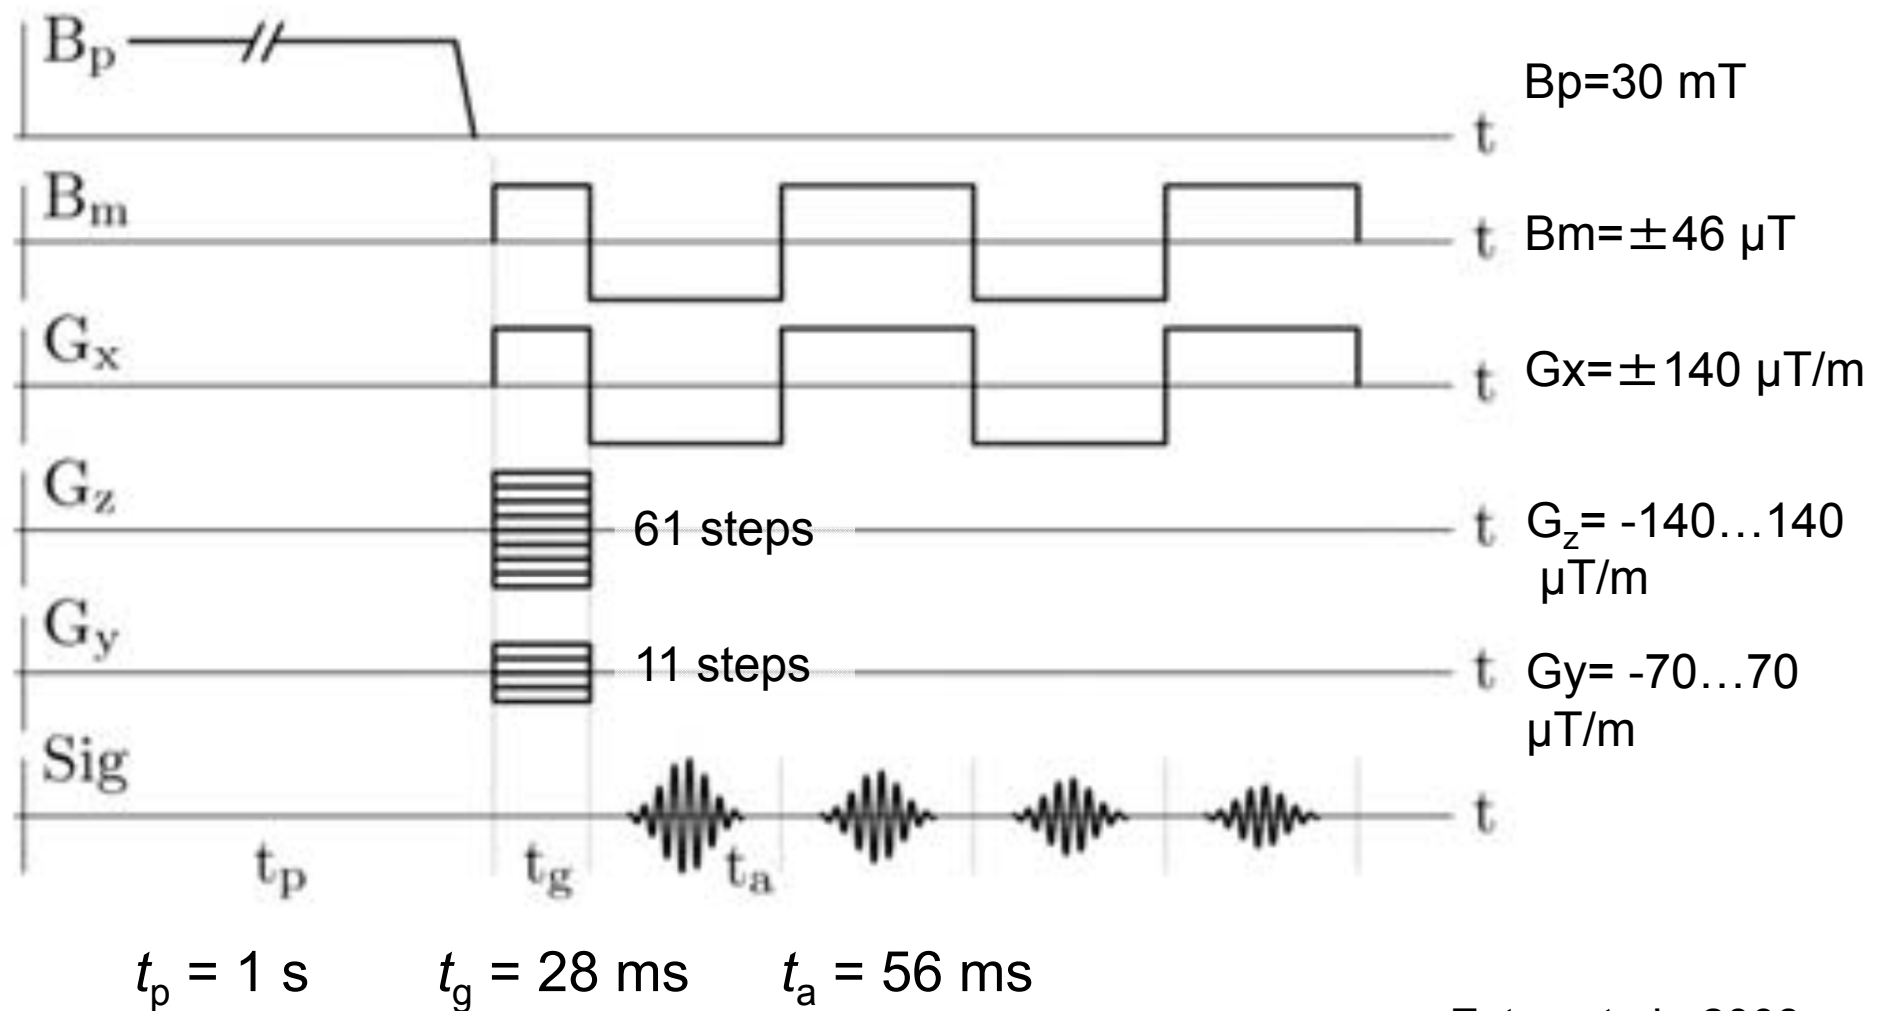 Bp
t
Bp=30 mT
Bm
t
Bm=±46 µT
Gx
t
Gx=±140 µT/m
Gz
61 steps
t
Gz= -140…140
µT/m
Gy
11 steps
t
Gy= -70…70
µT/m
Sig
t
tp
tg
ta
tp = 1 s
tg = 28 ms
ta = 56 ms